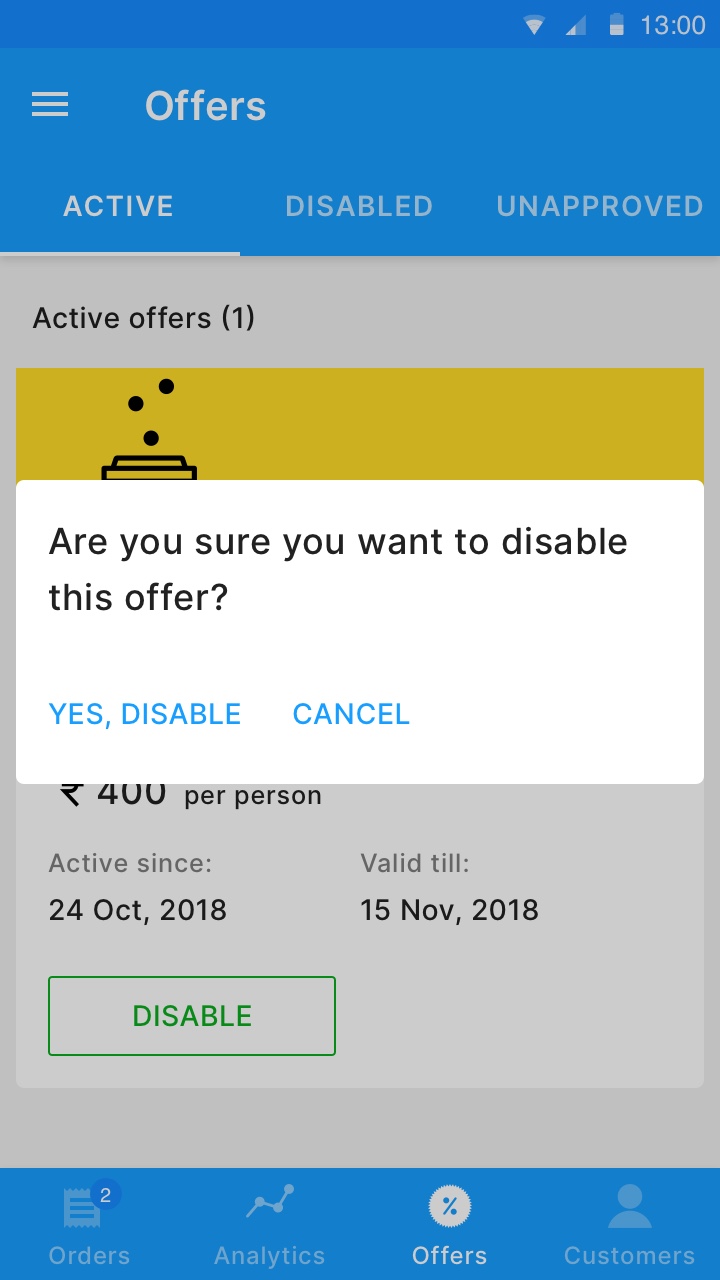 13:00
Offers
ACTIVE DISABLED UNAPPROVED
Active offers (1)
Are you sure you want to disable
this offer?
YES, DISABLE CANCEL
₹ 400 per person
Active since: Valid till:
24 Oct, 2018 15 Nov, 2018
DISABLE
2
%
Orders Analytics Offers Customers